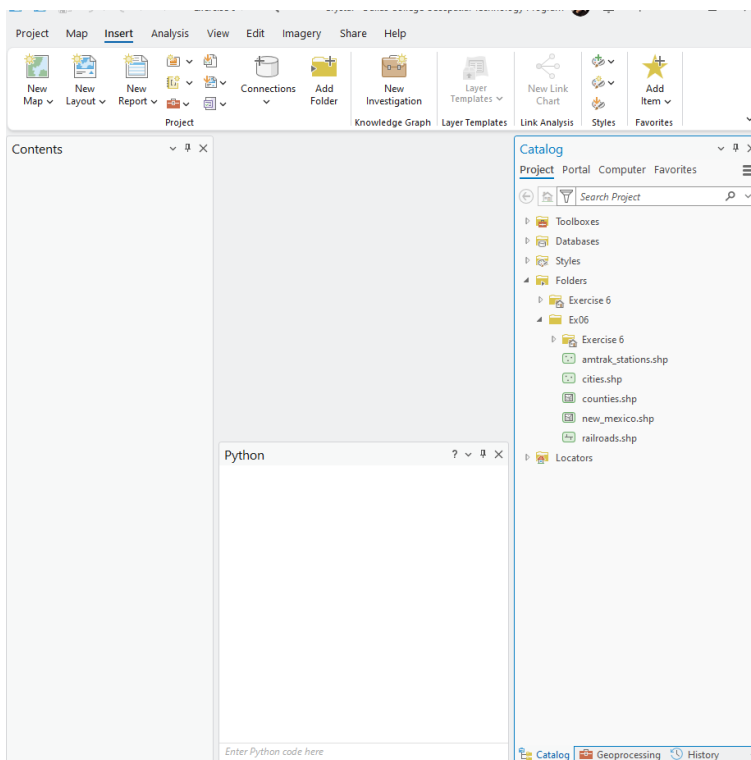 Project Map Insert Analysis View Edit Imagery Share Help
New Map
New Layout
New Report
Connections
Add Folder
New Investigation
Layer Templates
New Link Chart
Add Item
Project
Knowledge Graph
Layer Templates
Link Analysis
Styles
Favorites
Contents
Python
Enter Python code here
Catalog
Project Portal Computer Favorites
Search Project
Toolboxes
Databases
Styles
Folders
Exercise 6
Ex06
Exercise 6
amtrak_stations.shp
cities.shp
counties.shp
new_mexico.shp
railroads.shp
Locators
Catalog Geoprocessing History